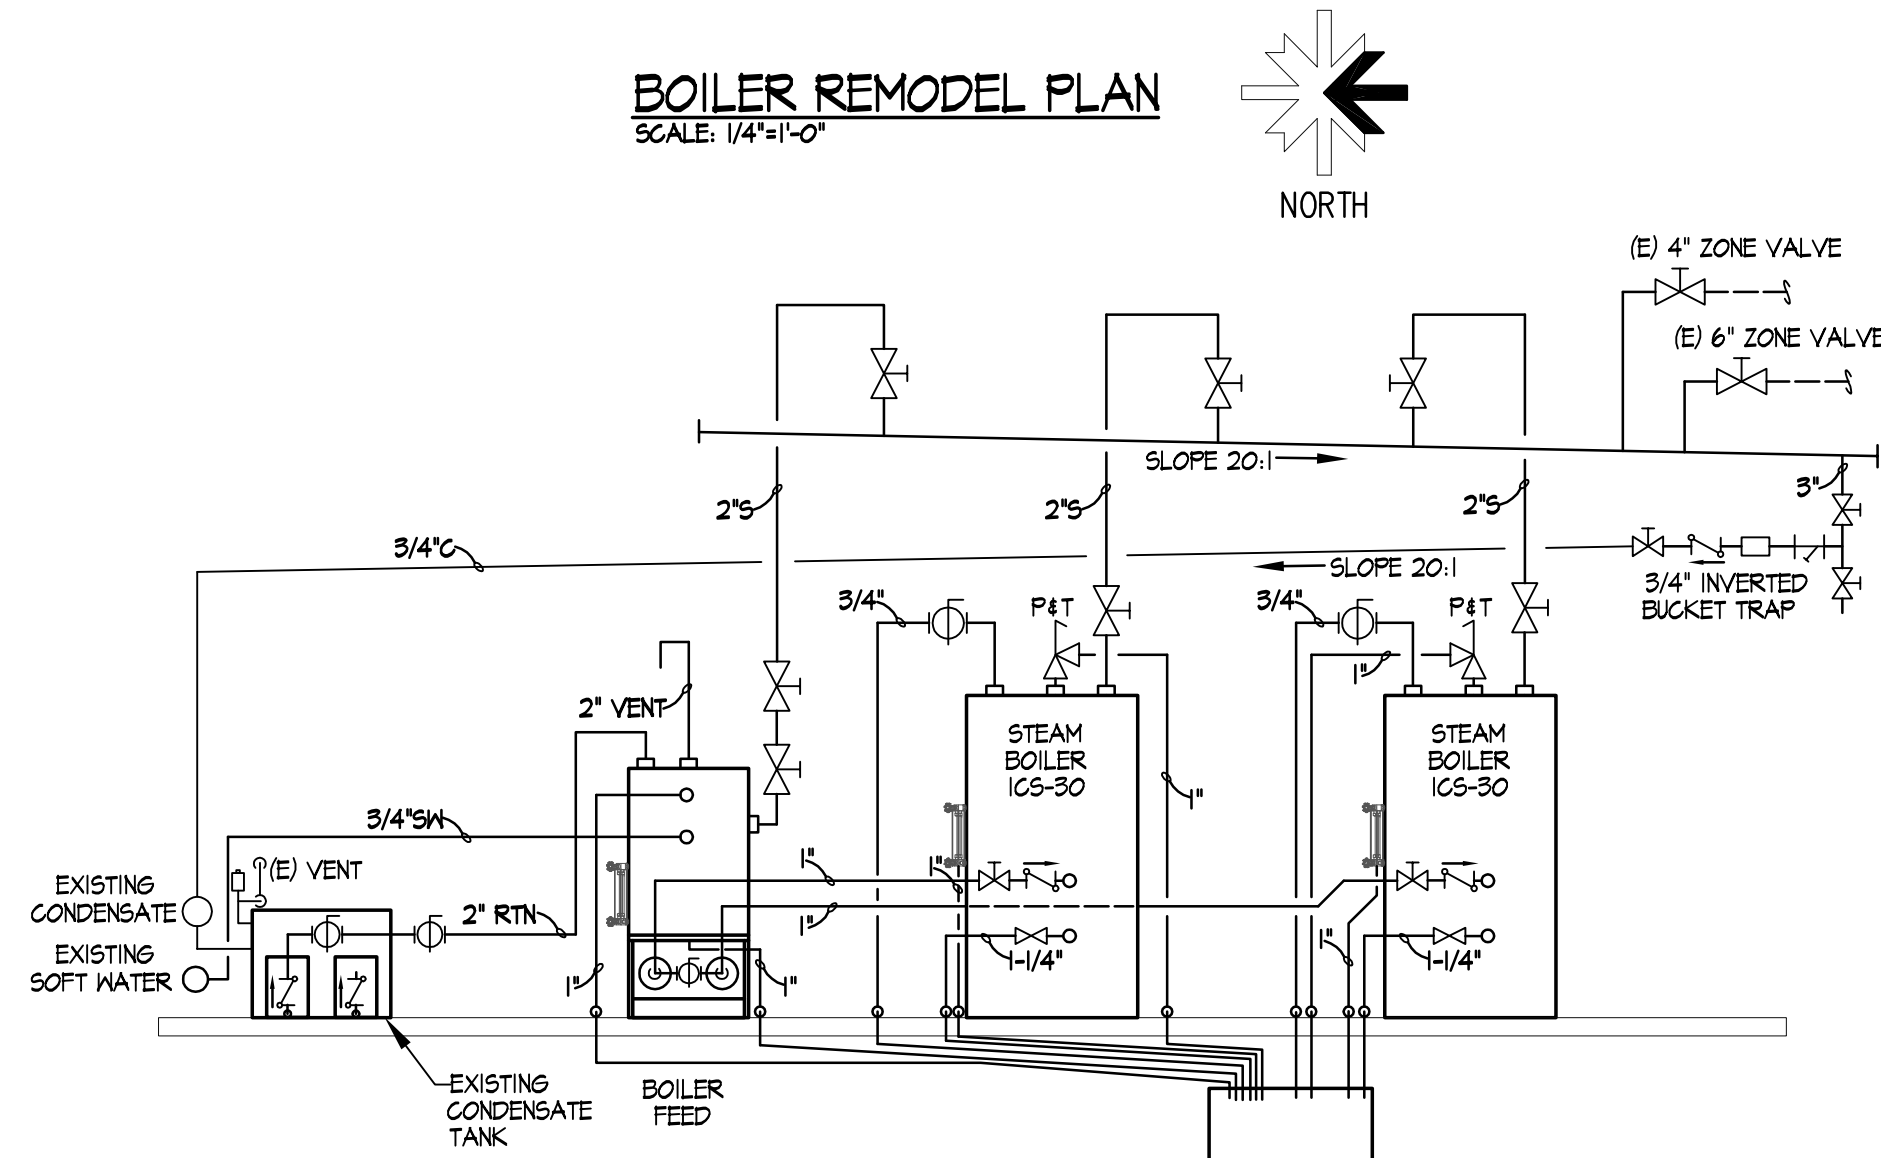 BOILER REMODEL PLAN
SCALE: 1/4"=1'-0"
NORTH
(E) 4" ZONE VALVE
(E) 6" ZONE VALVE
SLOPE 20:1
2"S
2"S
2"S
3"
3/4"C
SLOPE 20:1
3/4" INVERTED
BUCKET TRAP
3/4"
P&T
3/4"
P&T
1"
2" VENT
STEAM
BOILER
ICS-30
STEAM
BOILER
ICS-30
1"
3/4"SW
(E) VENT
1"
1"
EXISTING
CONDENSATE
2" RTN
1"
EXISTING
SOFT WATER
1"
1"
1-1/4"
1"
1-1/4"
EXISTING
CONDENSATE
TANK
BOILER
FEED